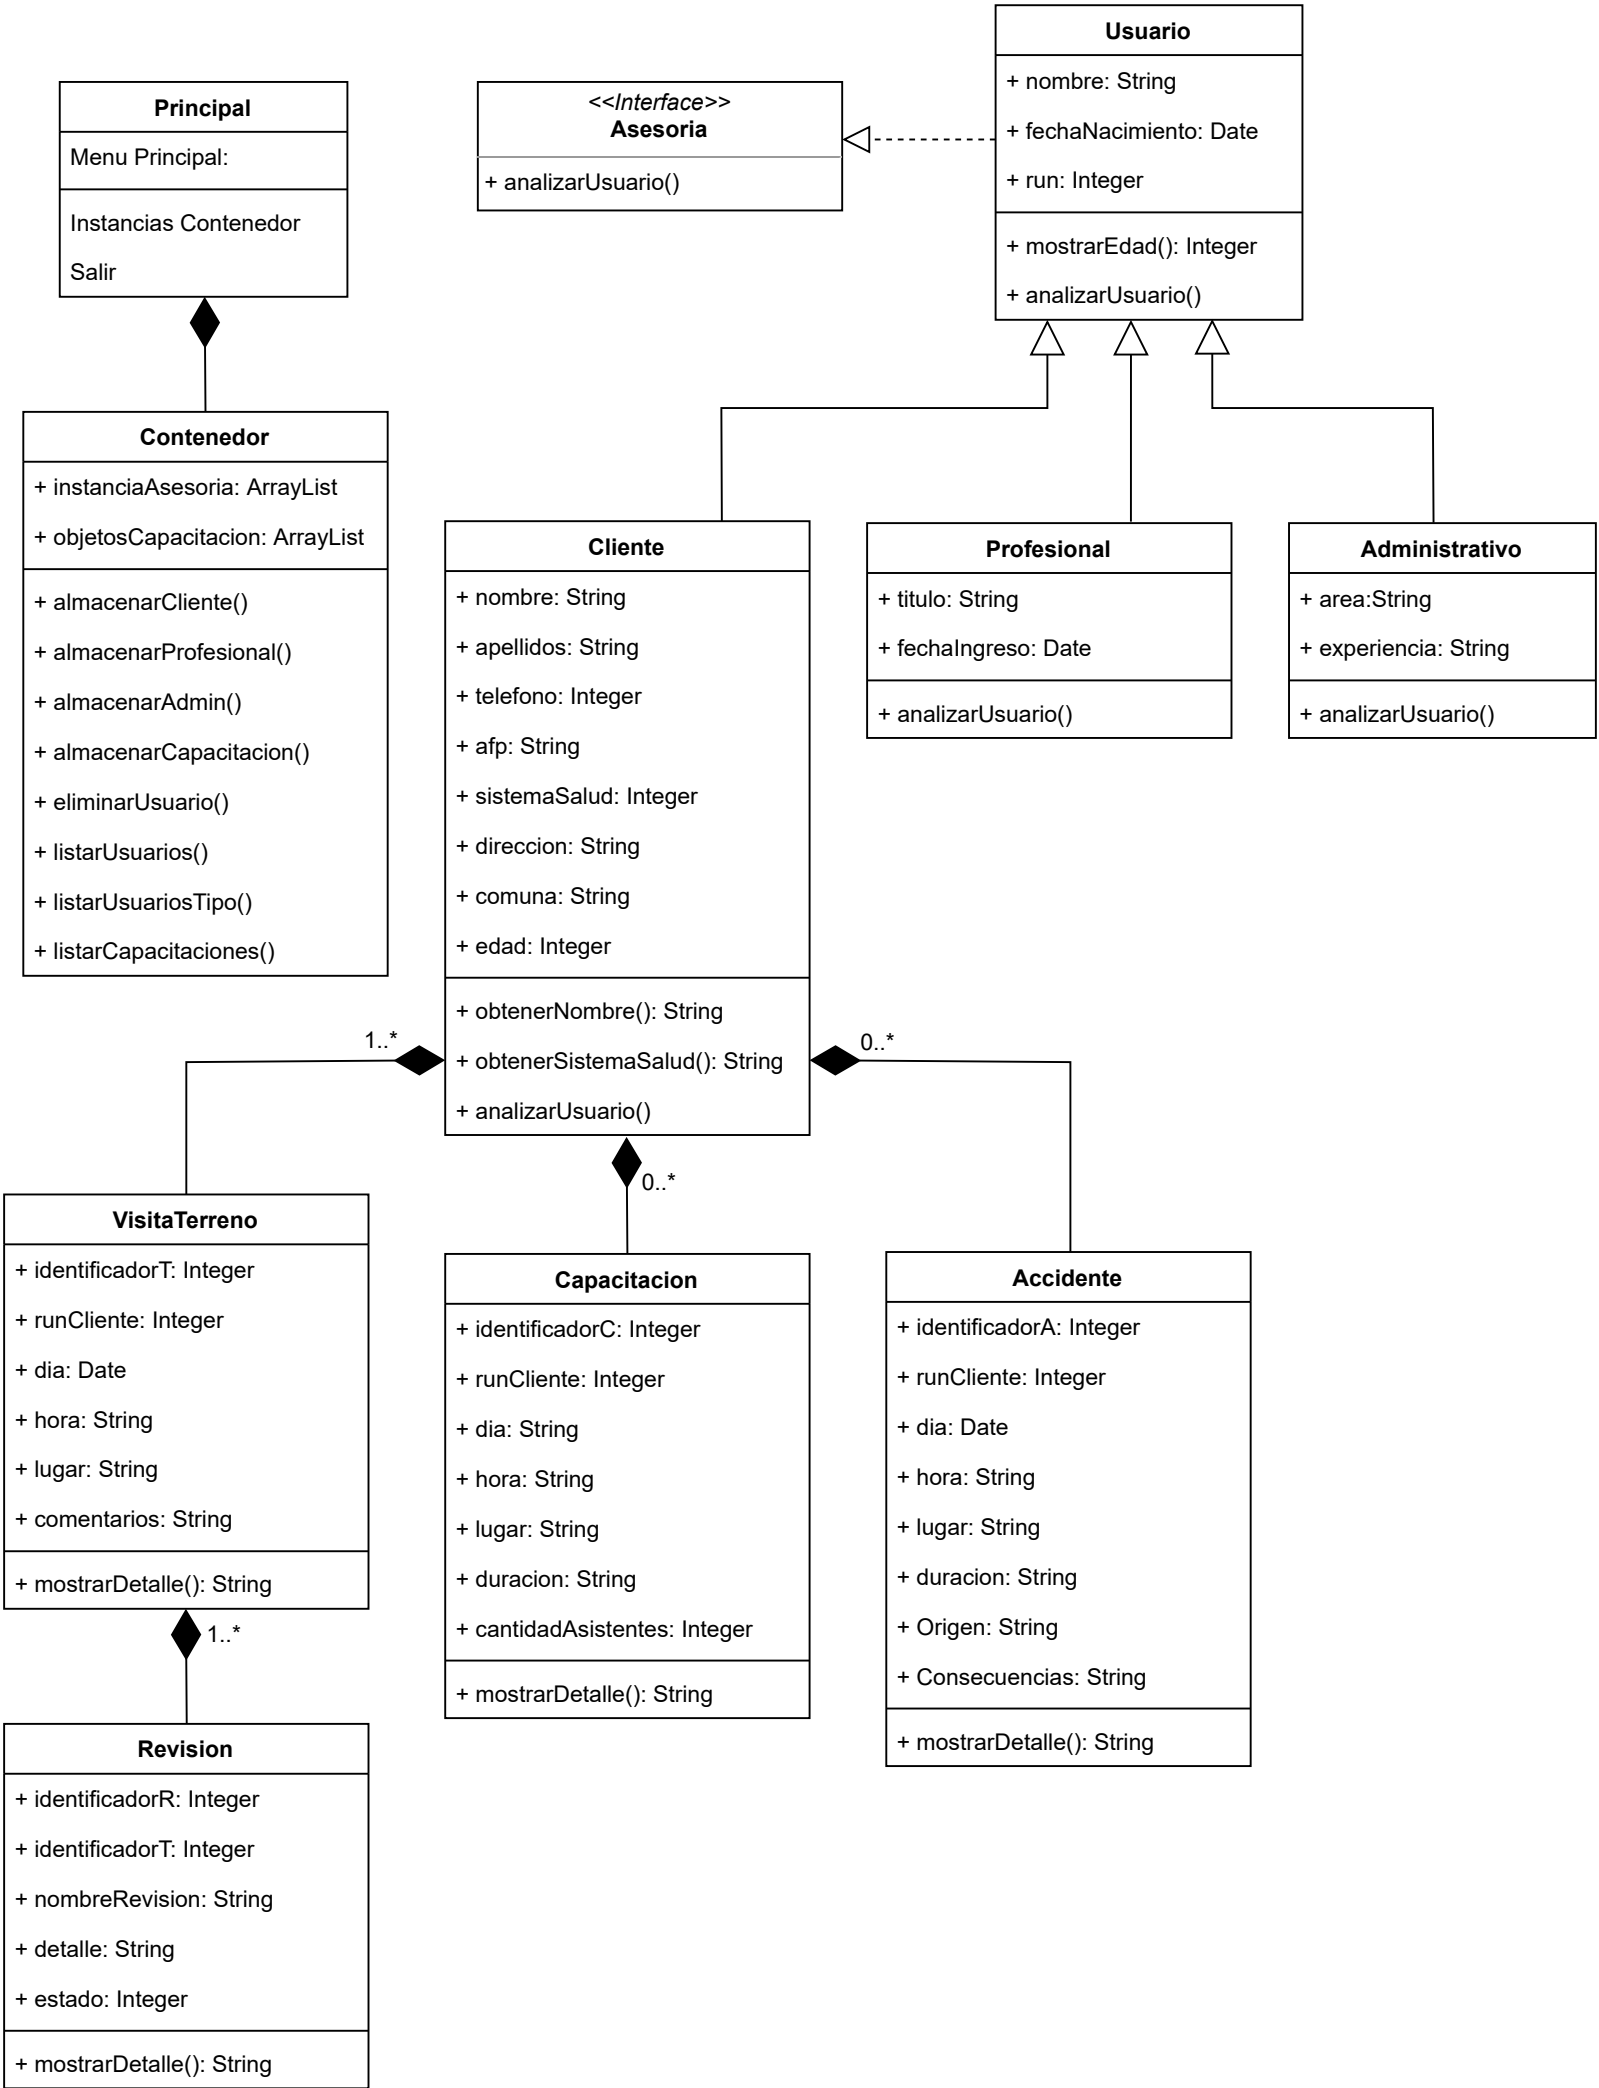 Principal
Menu Principal:
Instancias Contenedor
Salir
<<Interface>>
Asesoria
+ analizarUsuario()
Usuario
+ nombre: String
+ fechaNacimiento: Date
+ run: Integer
+ mostrarEdad(): Integer
+ analizarUsuario()
Contenedor
+ instanciaAsesoria: ArrayList
+ objetosCapacitacion: ArrayList
+ almacenarCliente()
+ almacenarProfesional()
+ almacenarAdmin()
+ almacenarCapacitacion()
+ eliminarUsuario()
+ listarUsuarios()
+ listarUsuariosTipo()
+ listarCapacitaciones()
Cliente
+ nombre: String
+ apellidos: String
+ telefono: Integer
+ afp: String
+ sistemaSalud: Integer
+ direccion: String
+ comuna: String
+ edad: Integer
+ obtenerNombre(): String
+ obtenerSistemaSalud(): String
+ analizarUsuario()
Profesional
+ titulo: String
+ fechaIngreso: Date
+ analizarUsuario()
Administrativo
+ area:String
+ experiencia: String
+ analizarUsuario()
1..*
0..*
0..*
VisitaTerreno
+ identificadorT: Integer
+ runCliente: Integer
+ dia: Date
+ hora: String
+ lugar: String
+ comentarios: String
+ mostrarDetalle(): String
1..*
Capacitacion
+ identificadorC: Integer
+ runCliente: Integer
+ dia: String
+ hora: String
+ lugar: String
+ duracion: String
+ cantidadAsistentes: Integer
+ mostrarDetalle(): String
Accidente
+ identificadorA: Integer
+ runCliente: Integer
+ dia: Date
+ hora: String
+ lugar: String
+ duracion: String
+ Origen: String
+ Consecuencias: String
+ mostrarDetalle(): String
Revision
+ identificadorR: Integer
+ identificadorT: Integer
+ nombreRevision: String
+ detalle: String
+ estado: Integer
+ mostrarDetalle(): String